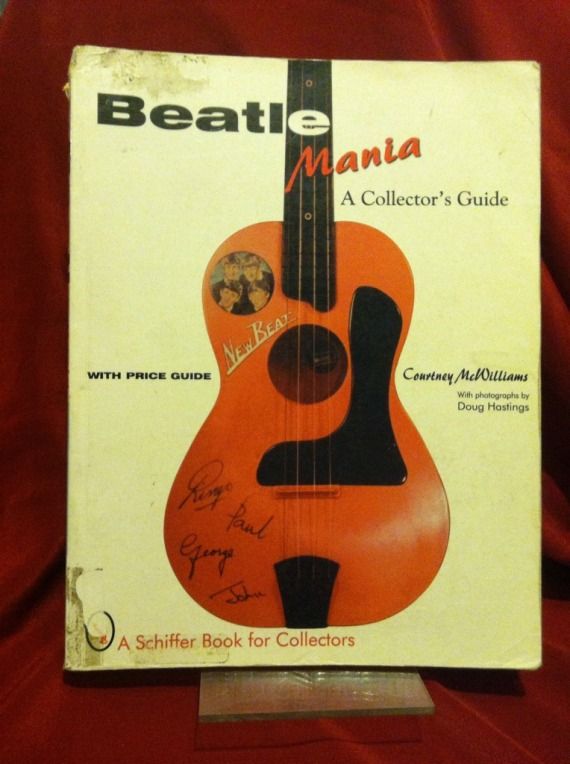 Beatle
Mania
A Collector's Guide
NEW BEAT
WITH PRICE GUIDE
Courtney McWilliams
With photographs by
Doug Hastings
Ringo
Paul
George
John
A Schiffer Book for Collectors